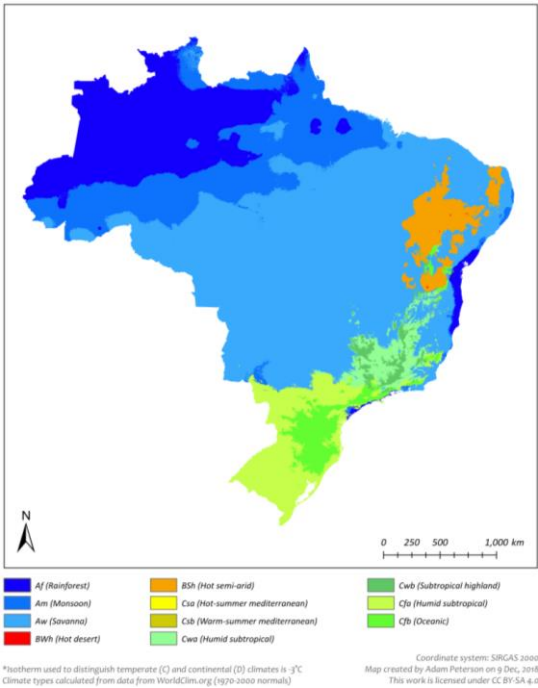 N
0 250 500 1,000 km
Af (Rainforest)
Am (Monsoon)
Aw (Savanna)
BWh (Hot desert)
BSh (Hot semi-arid)
Csa (Hot-summer mediterranean)
Csb (Warm-summer mediterranean)
Cwa (Humid subtropical)
Cwb (Subtropical highland)
Cfa (Humid subtropical)
Cfb (Oceanic)
*Isotherm used to distinguish temperate (C) and continental (D) climates is -3°C
Climate types calculated from data from WorldClim.org (1970-2000 normals)
Coordinate system: SIRGAS 2000
Map created by Adam Peterson on 9 Dec, 2018
This work is licensed under CC BY-SA 4.0